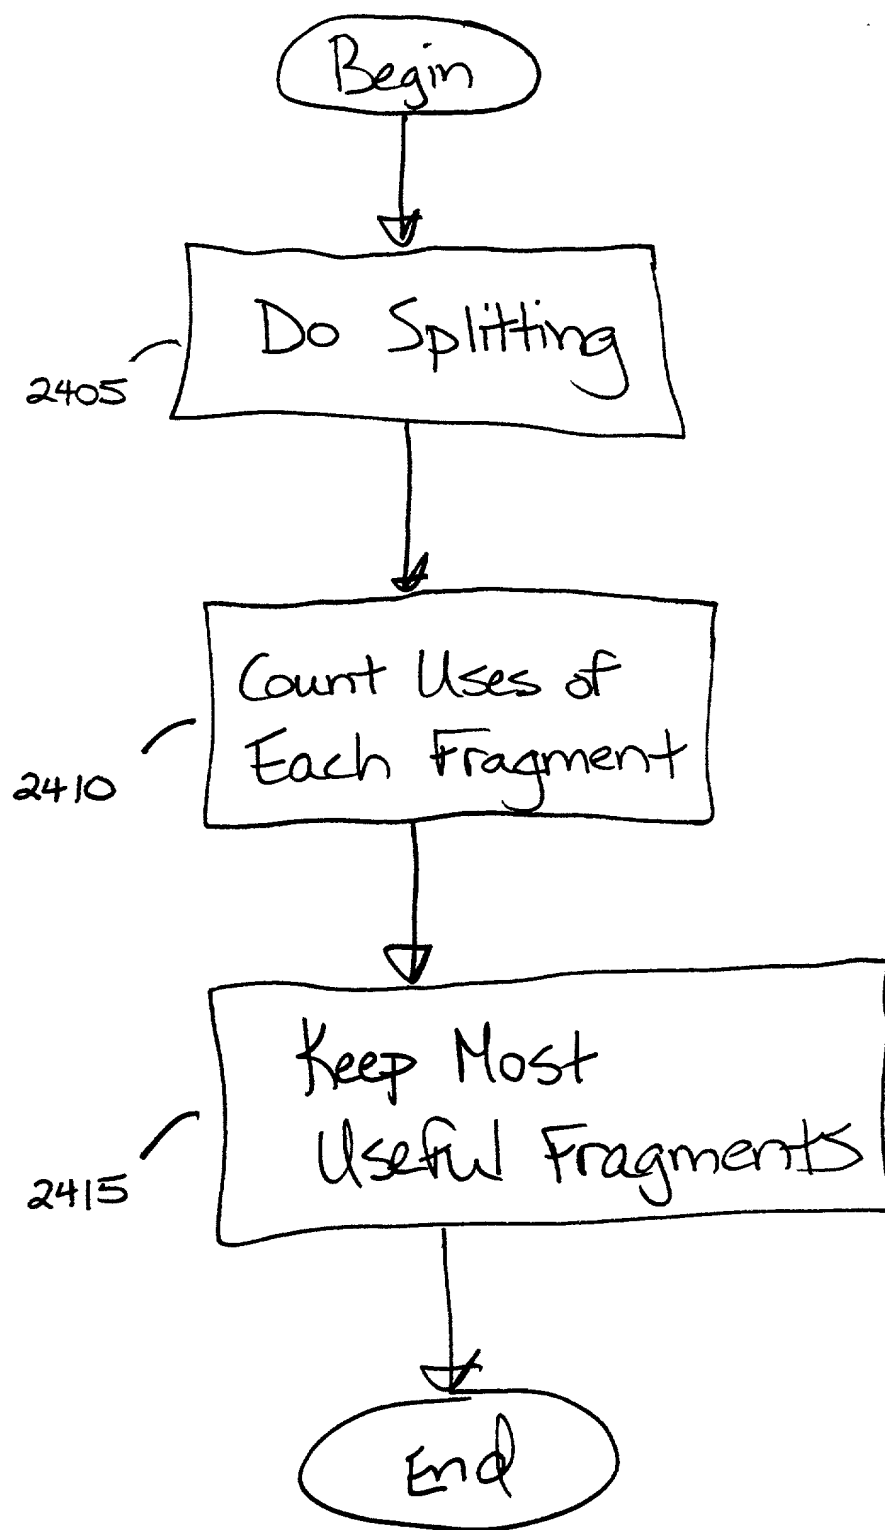 Begin
Do Splitting
2405
Count Uses of
Each Fragment
2410
Keep Most
Useful Fragments
2415
End